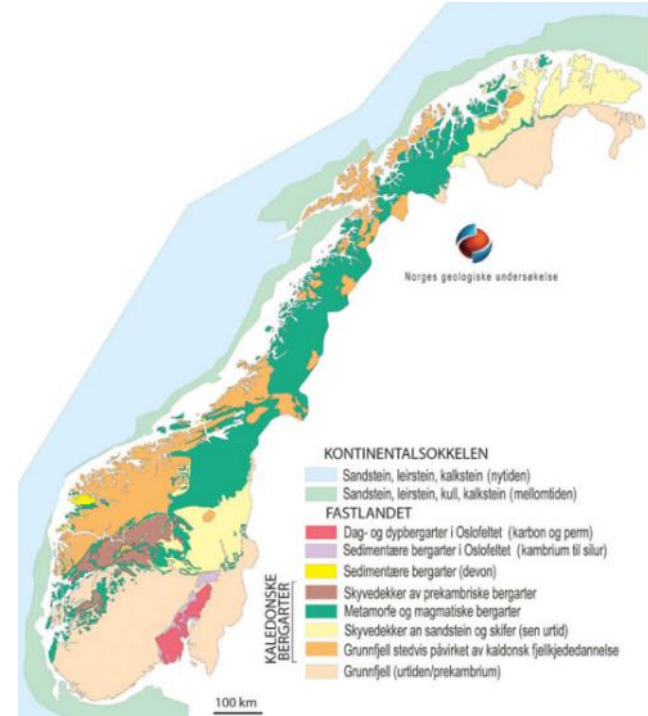 Norges geologiske undersøkelse
KONTINENTALSOKKELEN
Sandstein, leirstein, kalkstein (nytiden)
Sandstein, leirstein, kull, kalkstein (mellomtiden)
FASTLANDET
Dag- og dypbergarter i Oslofeltet (karbon og perm)
Sedimentære bergarter i Oslofeltet (kambrium til silur)
Sedimentære bergarter (devon)
KALEDONSKE
BERGARTER
Skyvedekker av prekambriske bergarter
Metamorfe og magmatiske bergarter
Skyvedekker an sandstein og skifer (sen urtid)
Grunnfjell stedvis påvirket av kaldonsk fjellkjededannelse
Grunnfjell (urtiden/prekambrium)
100 km